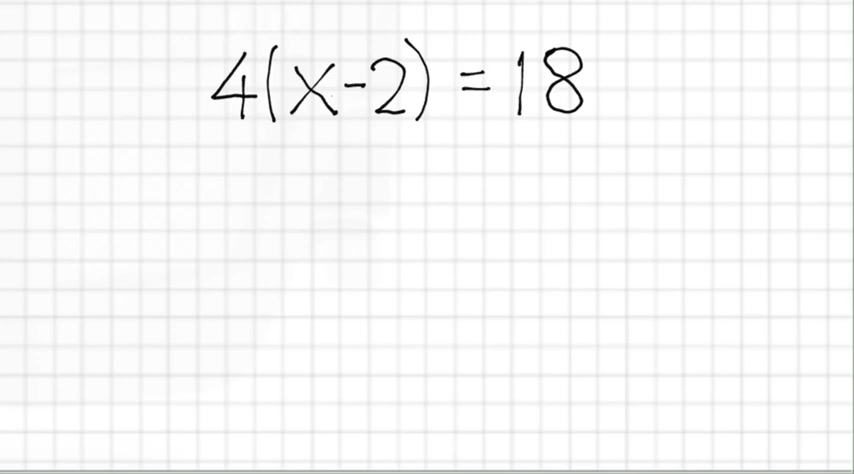 4(x-2) = 18